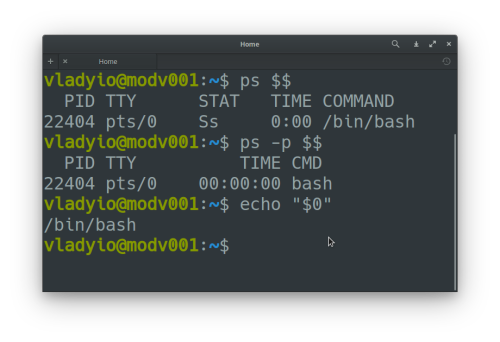 Home
+ × Home
vladyio@modv001:~$ ps $$
  PID TTY      STAT   TIME COMMAND
22404 pts/0    Ss     0:00 /bin/bash
vladyio@modv001:~$ ps -p $$
  PID TTY          TIME CMD
22404 pts/0    00:00:00 bash
vladyio@modv001:~$ echo "$0"
/bin/bash
vladyio@modv001:~$